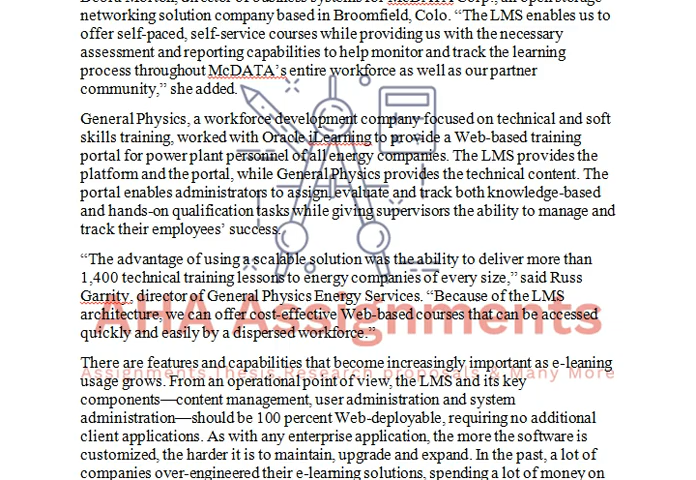 Debra Morton, director of business systems for McDATA Corp., an open storage
networking solution company based in Broomfield, Colo. “The LMS enables us to
offer self-paced, self-service courses while providing us with the necessary
assessment and reporting capabilities to help monitor and track the learning
process throughout McDATA’s entire workforce as well as our partner
community,” she added.
General Physics, a workforce development company focused on technical and soft
skills training, worked with Oracle iLearning to provide a Web-based training
portal for power plant personnel of all energy companies. The LMS provides the
platform and the portal, while General Physics provides the technical content. The
portal enables administrators to assign, evaluate and track both knowledge-based
and hands-on qualification tasks while giving supervisors the ability to manage and
track their employees’ success.
“The advantage of using a scalable solution was the ability to deliver more than
1,400 technical training lessons to energy companies of every size,” said Russ
Garrity, director of General Physics Energy Services. “Because of the LMS
architecture, we can offer cost-effective Web-based courses that can be accessed
quickly and easily by a dispersed workforce.”
AHA Assignments
There are features and capabilities that become increasingly important as e-leaning
Assignments, Thesis, Research proposals & Many More
usage grows. From an operational point of view, the LMS and its key
components—content management, user administration and system
administration—should be 100 percent Web-deployable, requiring no additional
client applications. As with any enterprise application, the more the software is
customized, the harder it is to maintain, upgrade and expand. In the past, a lot of
companies over-engineered their e-learning solutions, spending a lot of money on